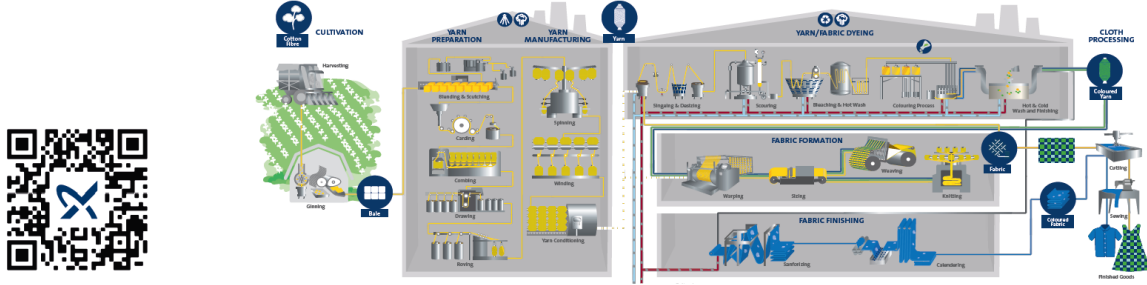 CULTIVATION
Cotton
Fibre
Harvesting
Ginning
Bale
YARN
PREPARATION
Blending & Scutching
Carding
Combing
Drawing
Roving
YARN
MANUFACTURING
Spinning
Winding
Yarn Conditioning
Yarn
YARN/FABRIC DYEING
Singeing & Desizing
Scouring
Bleaching & Hot Wash
Colouring Process
Hot & Cold
Wash and Finishing
FABRIC FORMATION
Warping
Sizing
Weaving
Knitting
FABRIC FINISHING
Sanforizing
Calendering
CLOTH
PROCESSING
Coloured
Yarn
Fabric
Coloured
Fabric
Cutting
Sewing
Finished Goods